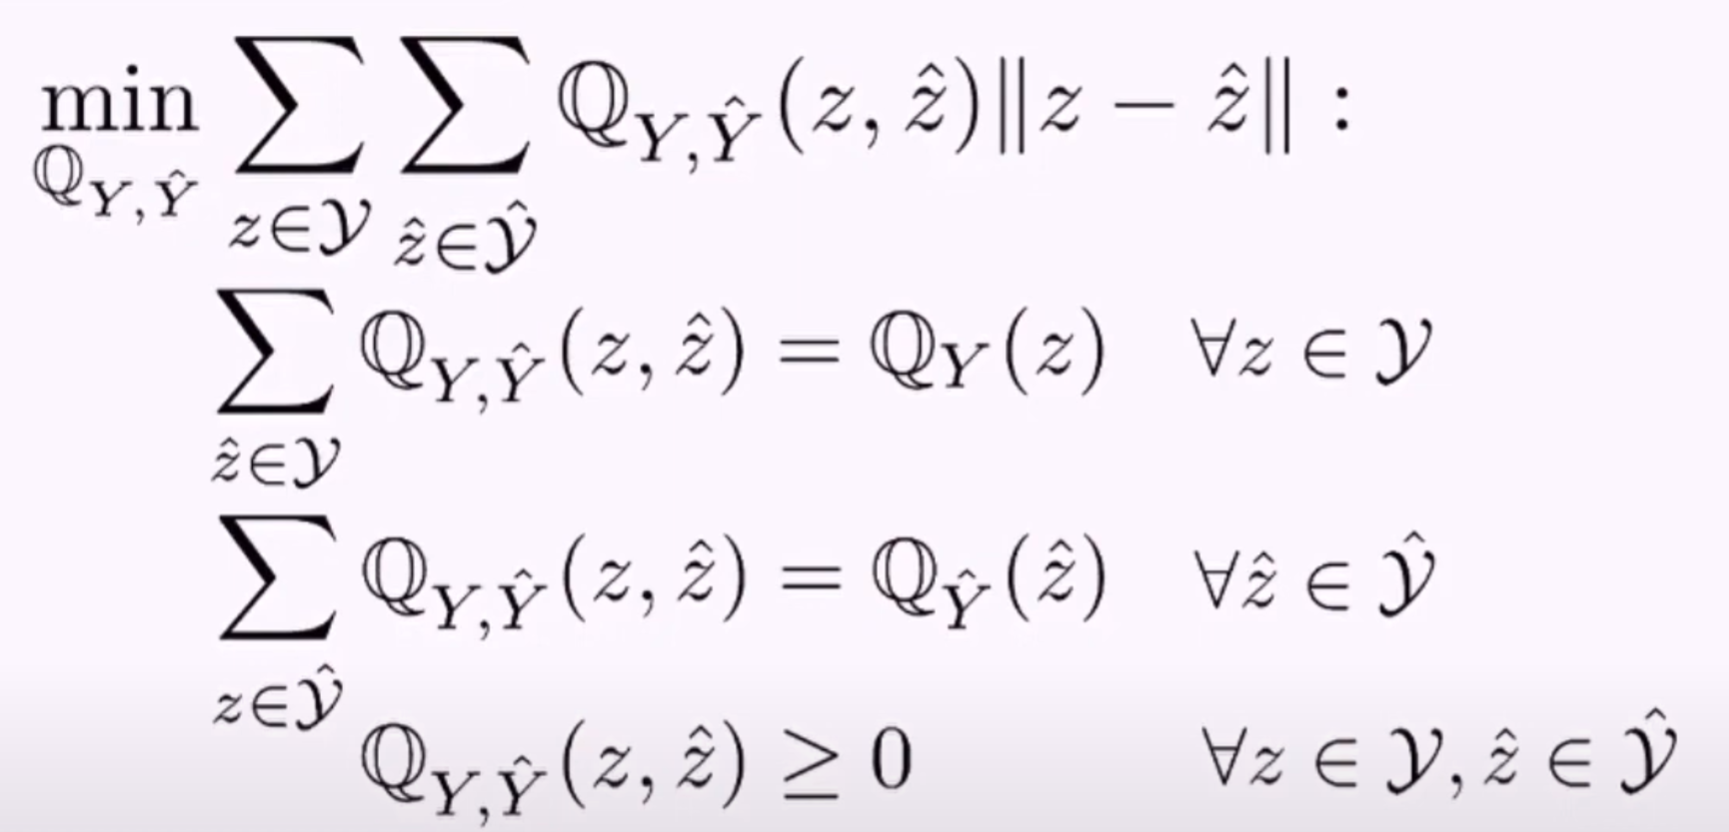 min_{ℚ_{Y,Ŷ}} ∑_{z∈𝒴} ∑_{ẑ∈𝒴̂} ℚ_{Y,Ŷ}(z, ẑ)‖z − ẑ‖ :
∑_{ẑ∈𝒴} ℚ_{Y,Ŷ}(z, ẑ) = ℚ_Y(z) ∀z ∈ 𝒴
∑_{z∈𝒴̂} ℚ_{Y,Ŷ}(z, ẑ) = ℚ_Ŷ(ẑ) ∀ẑ ∈ 𝒴̂
ℚ_{Y,Ŷ}(z, ẑ) ≥ 0 ∀z ∈ 𝒴, ẑ ∈ 𝒴̂